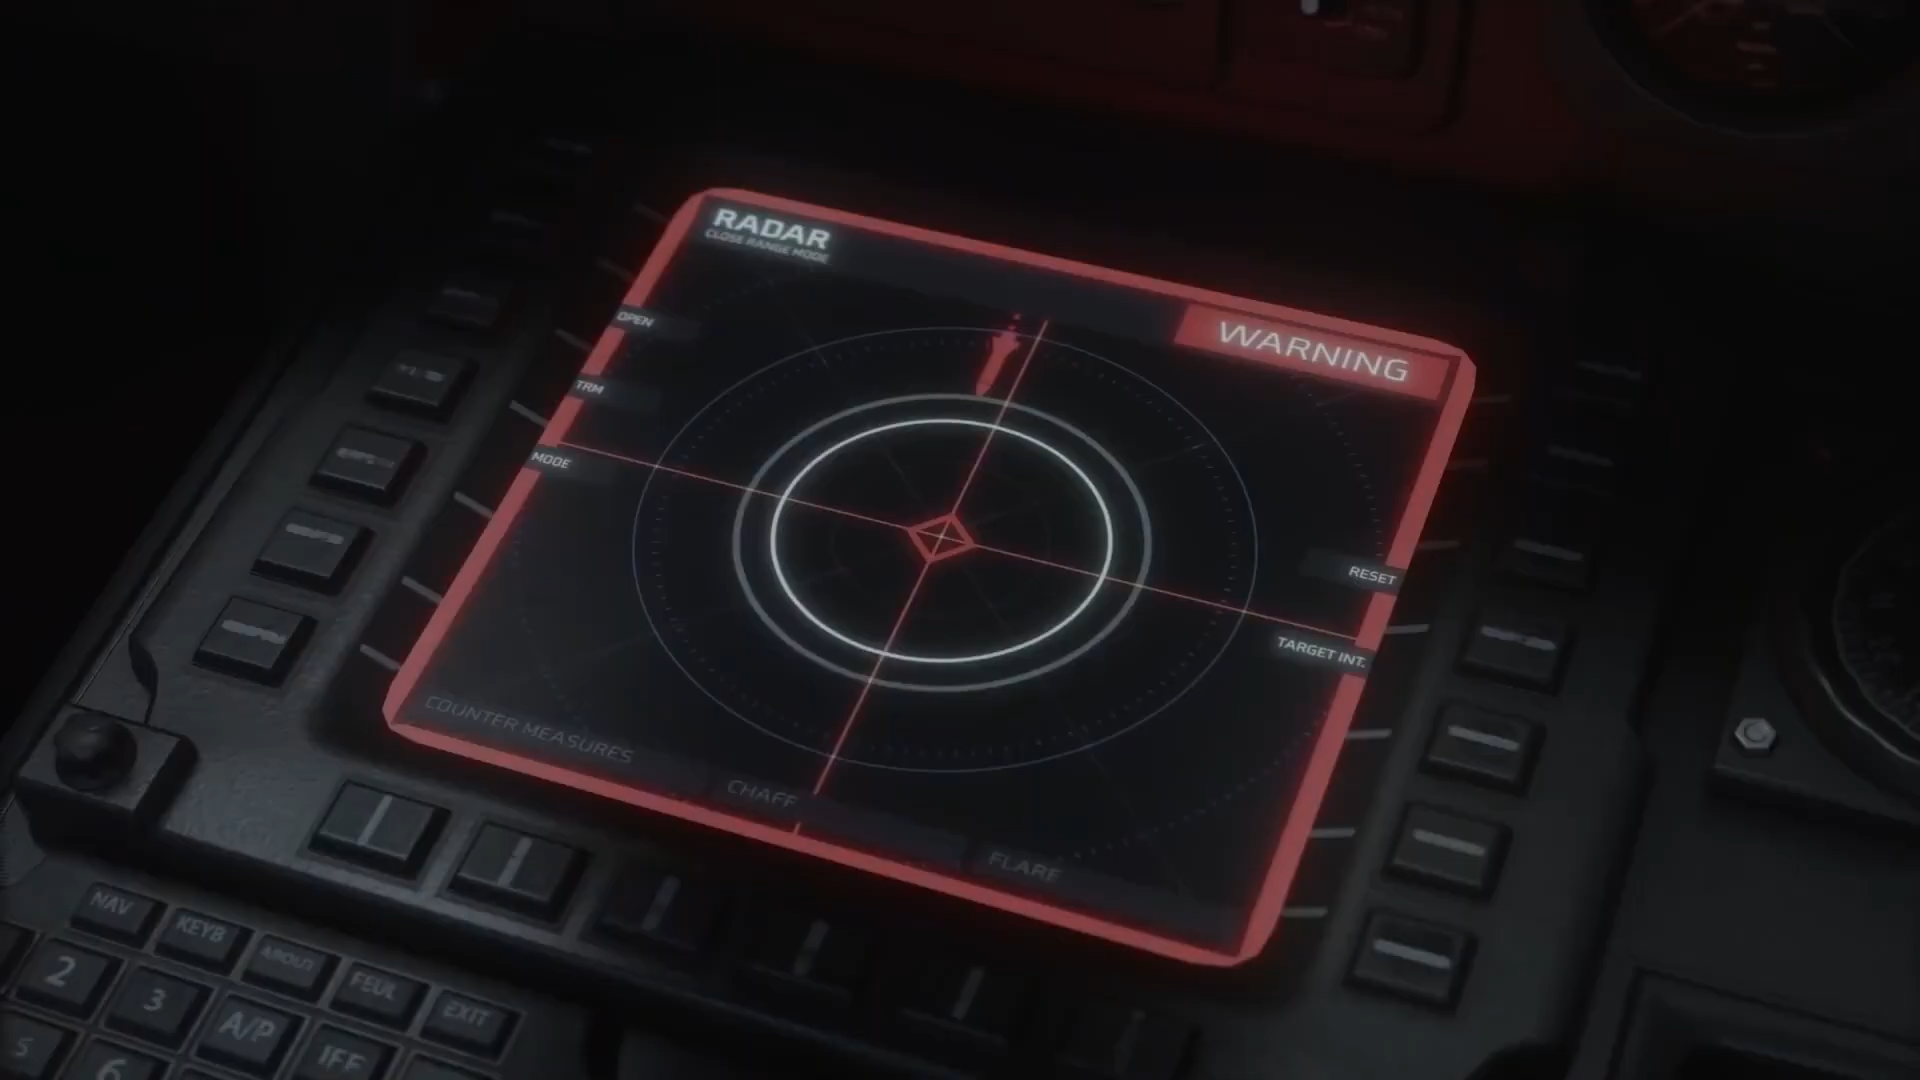 RADAR
CLOSE RANGE MODE
WARNING
OPEN
TRM
MODE
RESET
TARGET INT.
COUNTER MEASURES
CHAFF
FLARE
NAV
KEYB
ABOUT
FEUL
EXIT
2
3
A/P
IFF
5
6